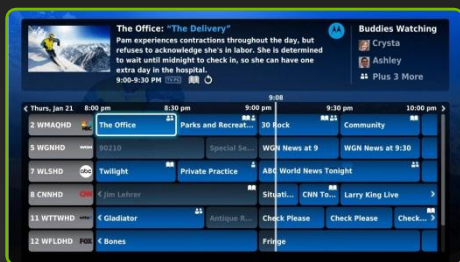 The Office: "The Delivery"
Pam experiences contractions throughout the day, but
refuses to acknowledge she's in labor. She is determined
to wait until midnight to check in, so she can have one
extra day in the hospital.
9:00-9:30 PM TV-PG
Buddies Watching
Crysta
Ashley
Plus 3 More
9:08
Thurs, Jan 21 8:00 pm 8:30 pm 9:00 pm 9:30 pm 10:00 pm
2 WMAQHD The Office Parks and Recreat... 30 Rock Community
5 WGNHD 90210 Special Se... WGN News at 9 WGN News at 9:30
7 WLSHD abc Twilight Private Practice ABC World News Tonight
8 CNNHD CNN Jim Lehrer Situati... CNN To... Larry King Live
11 WTTWHD Gladiator Antique R... Check Please Check Please Check...
12 WFLDHD FOX Bones Fringe